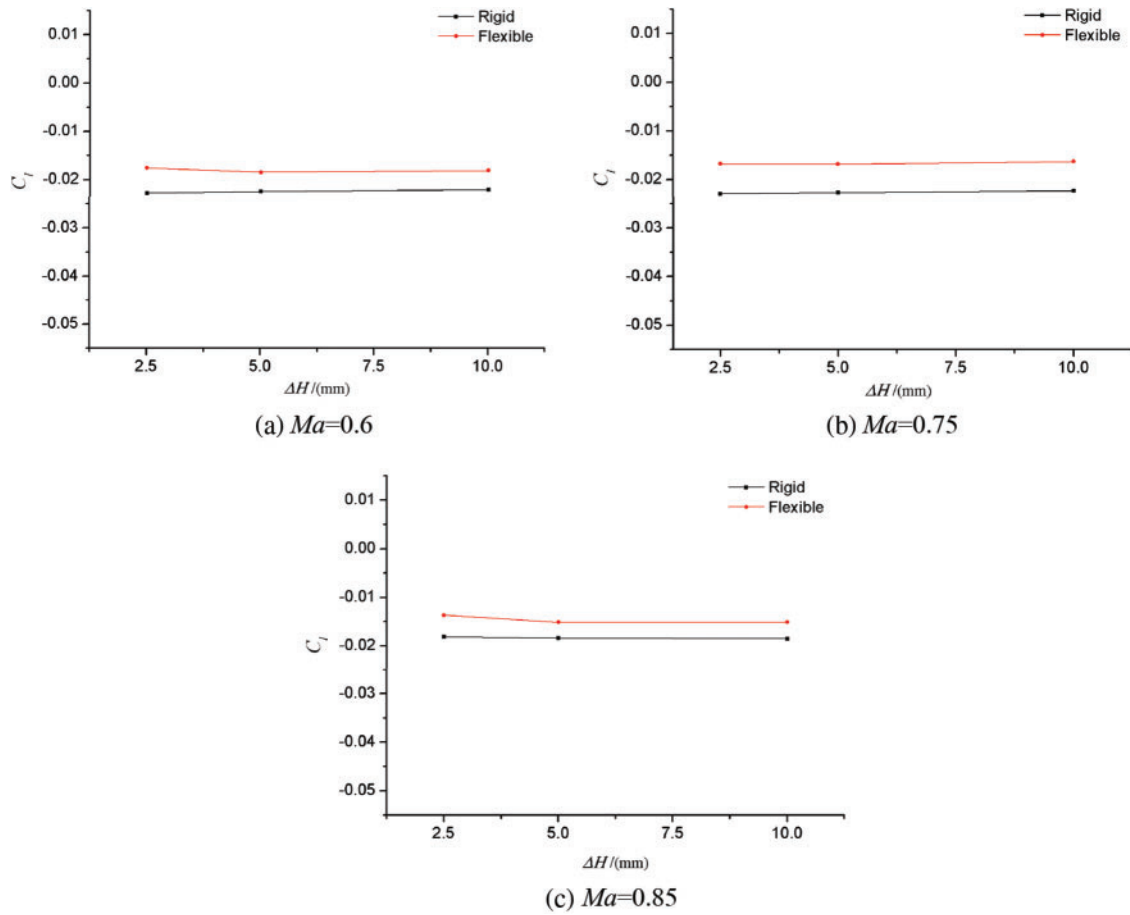 Rigid
Flexible
0.01
0.00
-0.01
-0.02
-0.03
-0.04
-0.05
C_l
2.5
5.0
7.5
10.0
ΔH/(mm)
(a) Ma=0.6
Rigid
Flexible
0.01
0.00
-0.01
-0.02
-0.03
-0.04
-0.05
C_l
2.5
5.0
7.5
10.0
ΔH/(mm)
(b) Ma=0.75
Rigid
Flexible
0.01
0.00
-0.01
-0.02
-0.03
-0.04
-0.05
C_l
2.5
5.0
7.5
10.0
ΔH/(mm)
(c) Ma=0.85